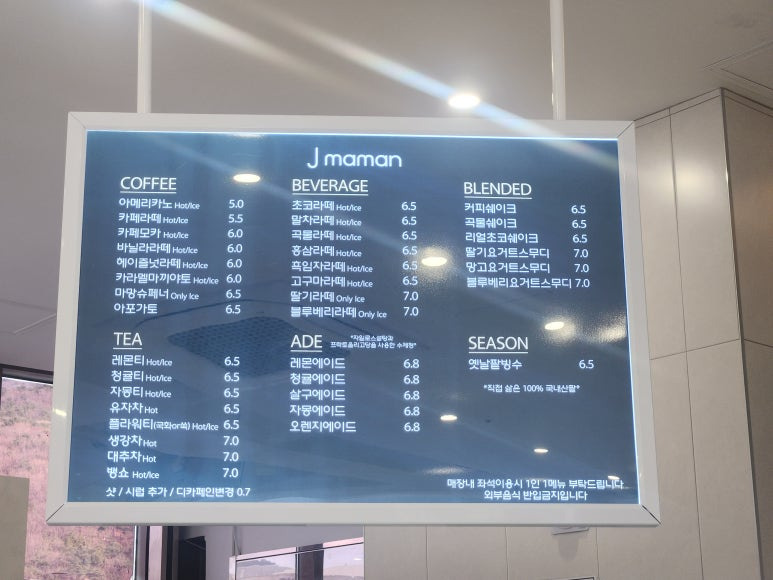 J maman
COFFEE
아메리카노 Hot/Ice 5.0
카페라떼 Hot/Ice 5.5
카페모카 Hot/Ice 6.0
바닐라라떼 Hot/Ice 6.0
헤이즐넛라떼 Hot/Ice 6.0
카라멜마끼야또 Hot/Ice 6.0
마망슈페너 Only Ice 6.5
아포가토 6.5
TEA
레몬티 Hot/Ice 6.5
청귤티 Hot/Ice 6.5
자몽티 Hot/Ice 6.5
유자차 Hot 6.5
플라워티(국화or쑥) Hot/Ice 6.5
생강차 Hot 7.0
대추차 Hot 7.0
뱅쇼 Hot/Ice 7.0
샷 / 시럽 추가 / 디카페인변경 0.7
BEVERAGE
초코라떼 Hot/Ice 6.5
말차라떼 Hot/Ice 6.5
곡물라떼 Hot/Ice 6.5
홍삼라떼 Hot/Ice 6.5
흑임자라떼 Hot/Ice 6.5
고구마라떼 Hot/Ice 6.5
딸기라떼 Only Ice 7.0
블루베리라떼 Only Ice 7.0
ADE
*자일로스설탕과
프락토올리고당을 사용한 수제청*
레몬에이드 6.8
청귤에이드 6.8
살구에이드 6.8
자몽에이드 6.8
오렌지에이드 6.8
BLENDED
커피쉐이크 6.5
곡물쉐이크 6.5
리얼초코쉐이크 6.5
딸기요거트스무디 7.0
망고요거트스무디 7.0
블루베리요거트스무디 7.0
SEASON
옛날팥빙수 6.5
*직접 삶은 100% 국내산팥*
매장내 좌석이용시 1인 1메뉴 부탁드립니다
외부음식 반입금지입니다